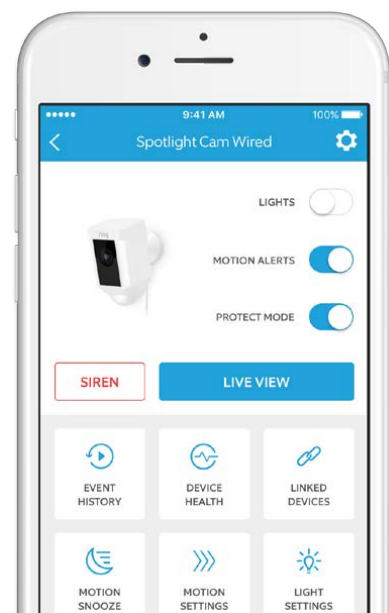 9:41 AM
100%
Spotlight Cam Wired
LIGHTS
ring
MOTION ALERTS
PROTECT MODE
SIREN
LIVE VIEW
EVENT
HISTORY
DEVICE
HEALTH
LINKED
DEVICES
MOTION
SNOOZE
MOTION
SETTINGS
LIGHT
SETTINGS